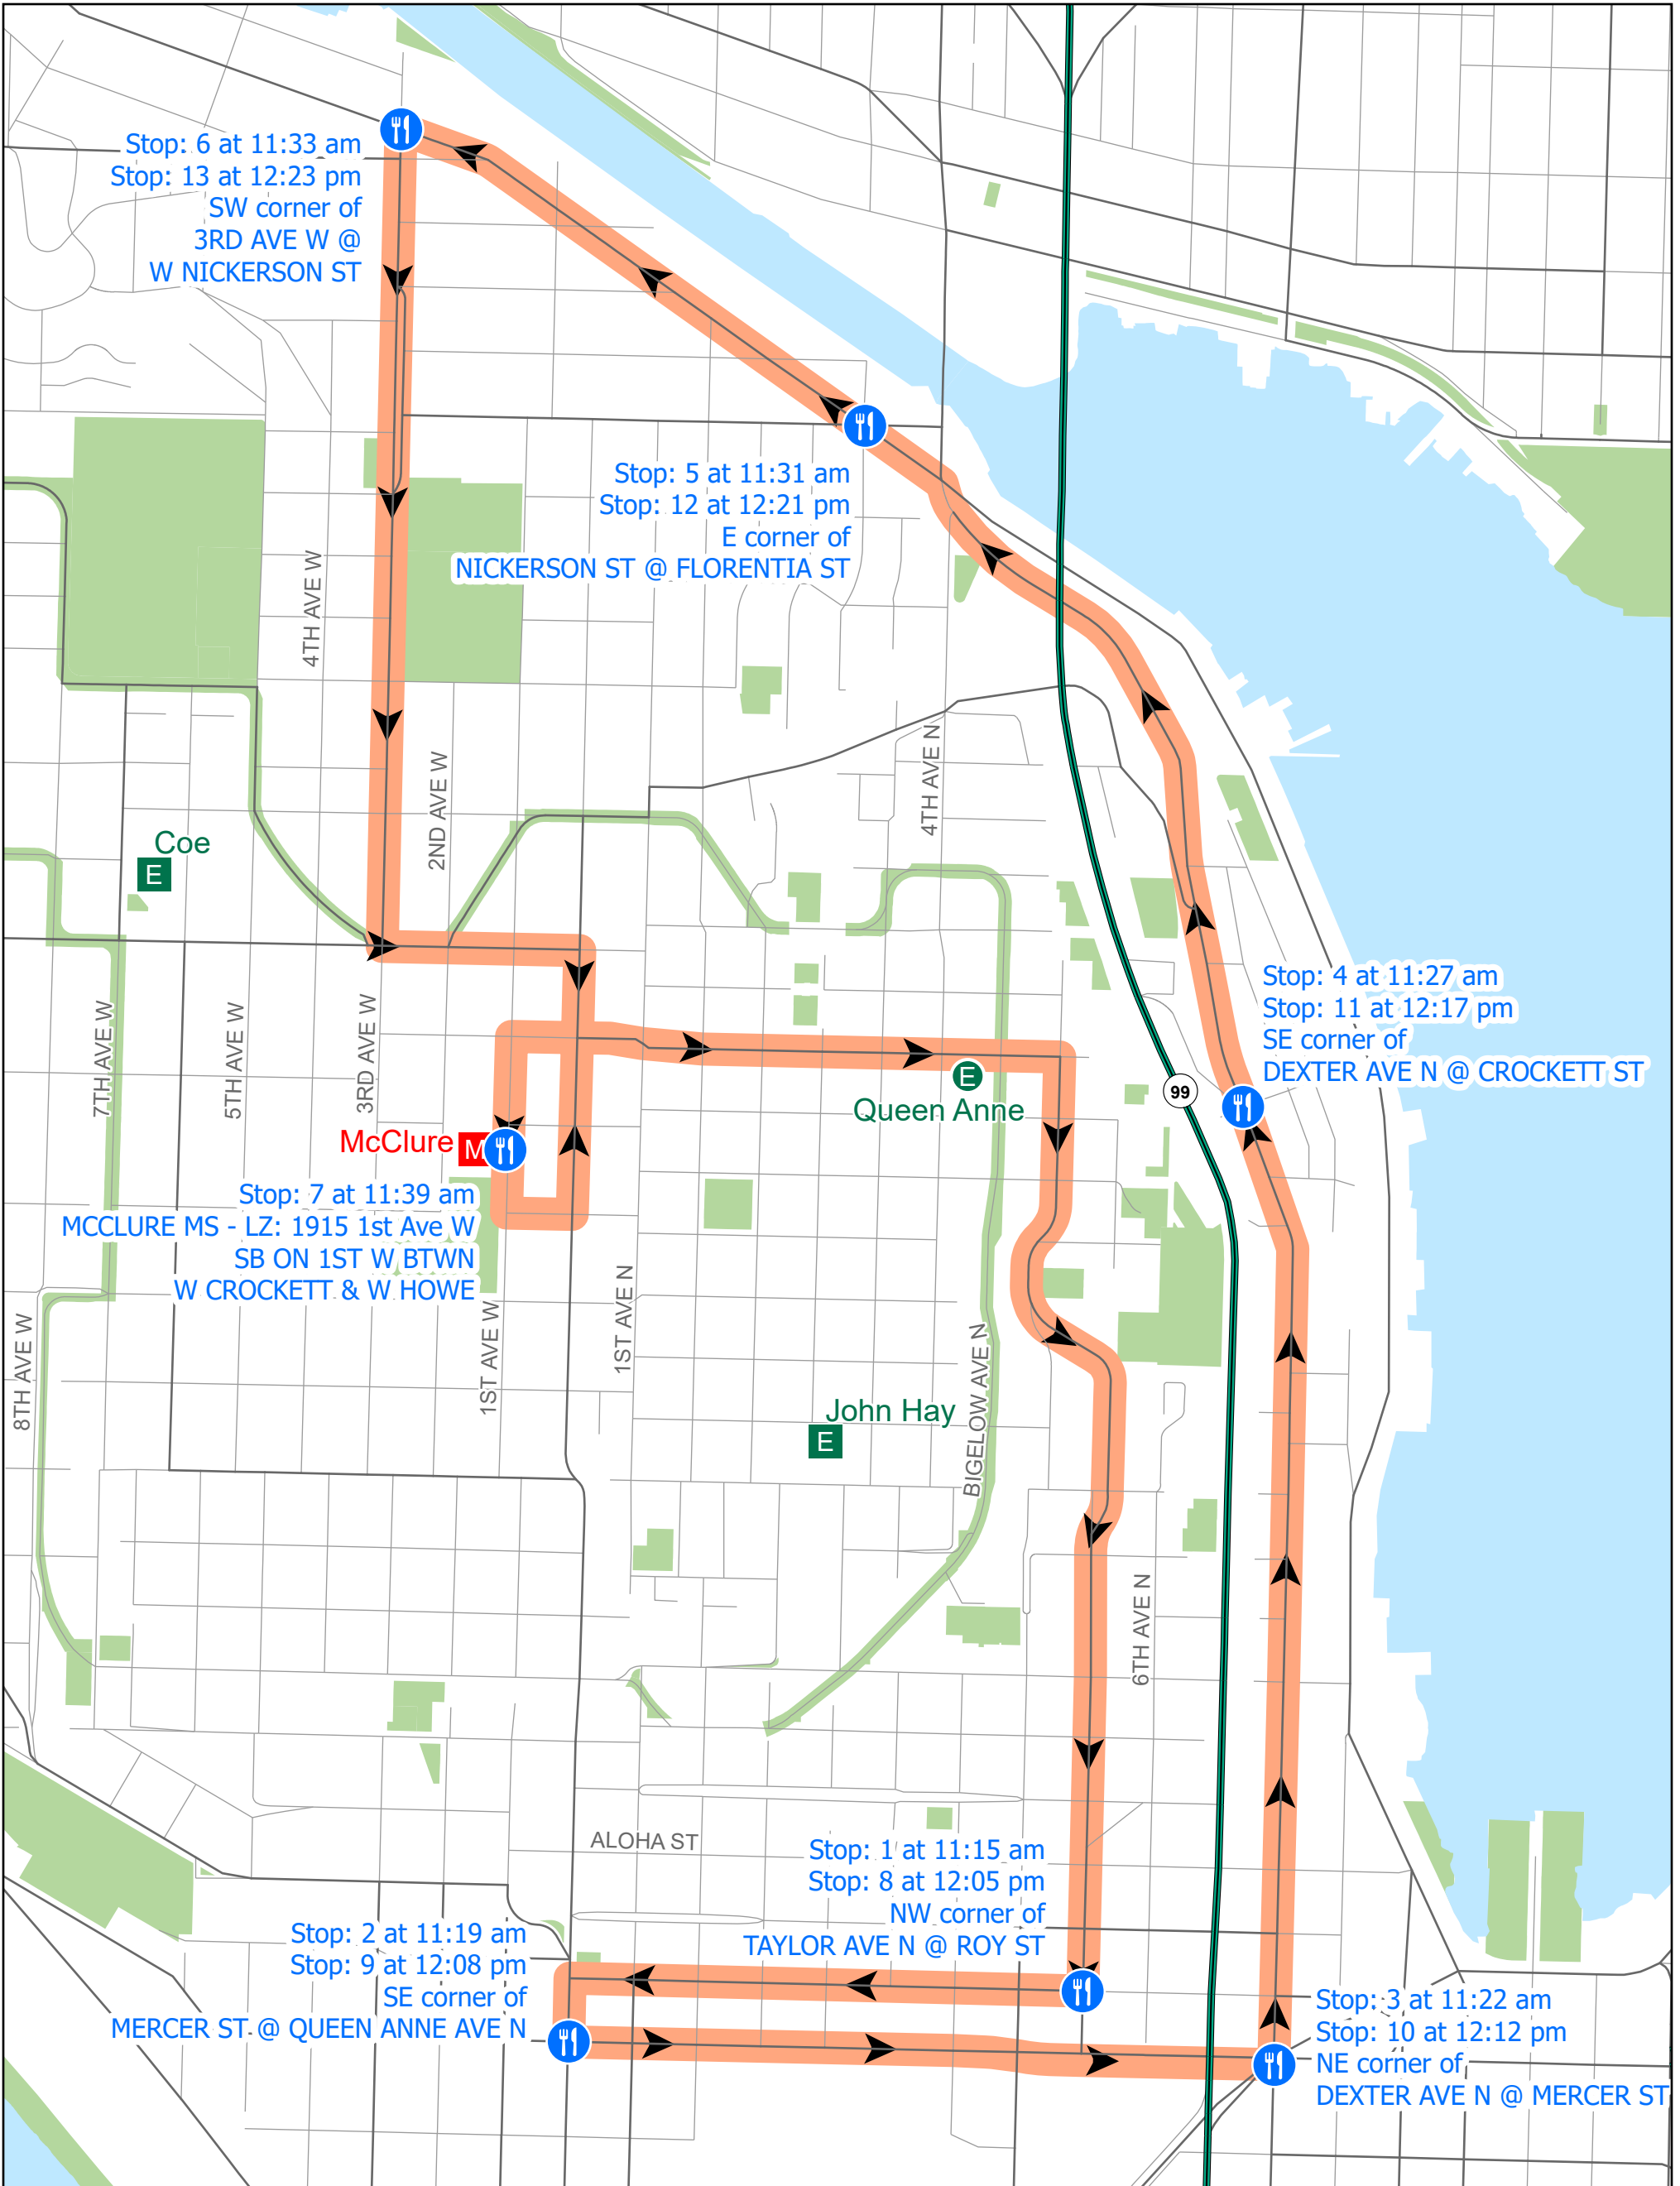 Stop: 6 at 11:33 am
Stop: 13 at 12:23 pm
SW corner of
3RD AVE W @
W NICKERSON ST
Stop: 5 at 11:31 am
Stop: 12 at 12:21 pm
E corner of
NICKERSON ST @ FLORENTIA ST
4TH AVE W
2ND AVE W
4TH AVE N
Coe
E
Stop: 4 at 11:27 am
Stop: 11 at 12:17 pm
SE corner of
DEXTER AVE N @ CROCKETT ST
7TH AVE W
5TH AVE W
3RD AVE W
E
Queen Anne
99
McClure
M
Stop: 7 at 11:39 am
MCCLURE MS - LZ: 1915 1st Ave W
SB ON 1ST W BTWN
W CROCKETT & W HOWE
8TH AVE W
1ST AVE W
1ST AVE N
BIGELOW AVE N
John Hay
E
6TH AVE N
ALOHA ST
Stop: 1 at 11:15 am
Stop: 8 at 12:05 pm
NW corner of
TAYLOR AVE N @ ROY ST
Stop: 2 at 11:19 am
Stop: 9 at 12:08 pm
SE corner of
MERCER ST @ QUEEN ANNE AVE N
Stop: 3 at 11:22 am
Stop: 10 at 12:12 pm
NE corner of
DEXTER AVE N @ MERCER ST